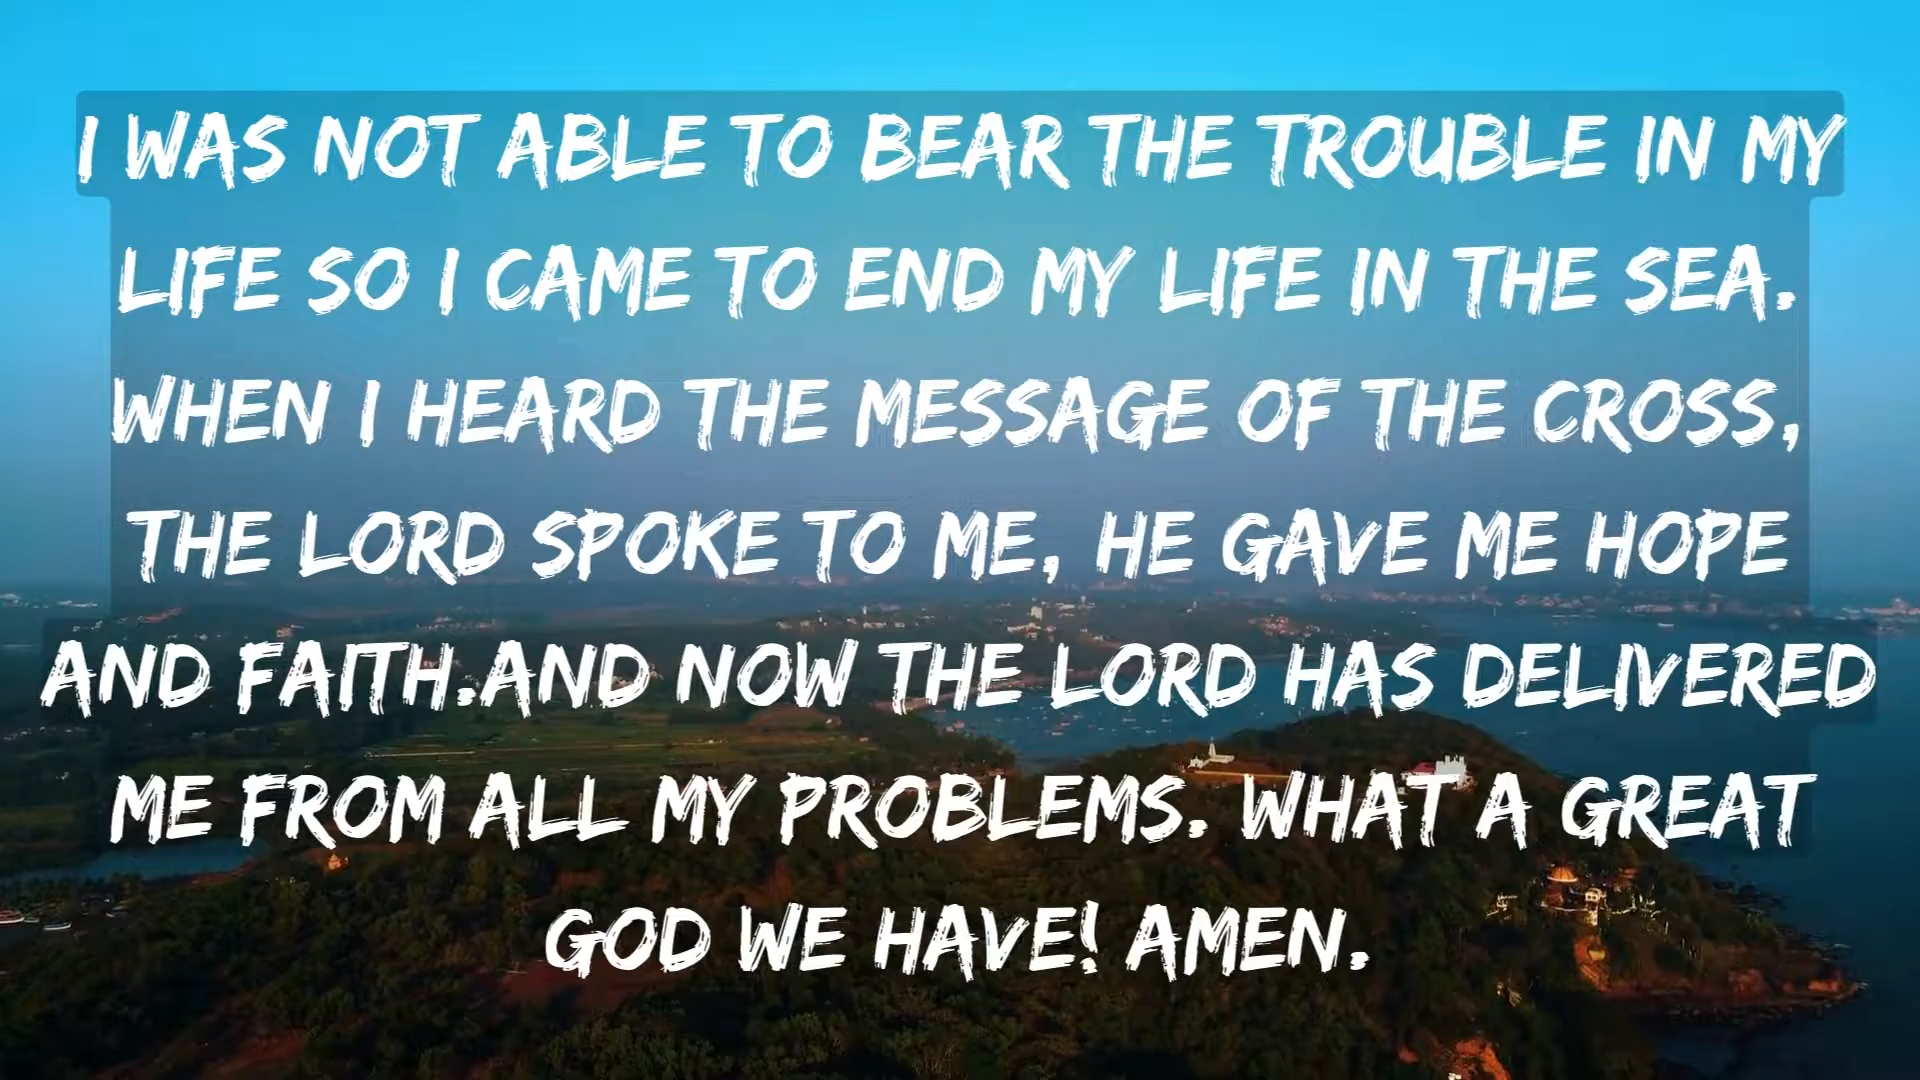 I WAS NOT ABLE TO BEAR THE TROUBLE IN MY
LIFE SO I CAME TO END MY LIFE IN THE SEA.
WHEN I HEARD THE MESSAGE OF THE CROSS,
THE LORD SPOKE TO ME, HE GAVE ME HOPE
AND FAITH.AND NOW THE LORD HAS DELIVERED
ME FROM ALL MY PROBLEMS. WHAT A GREAT
GOD WE HAVE! AMEN.